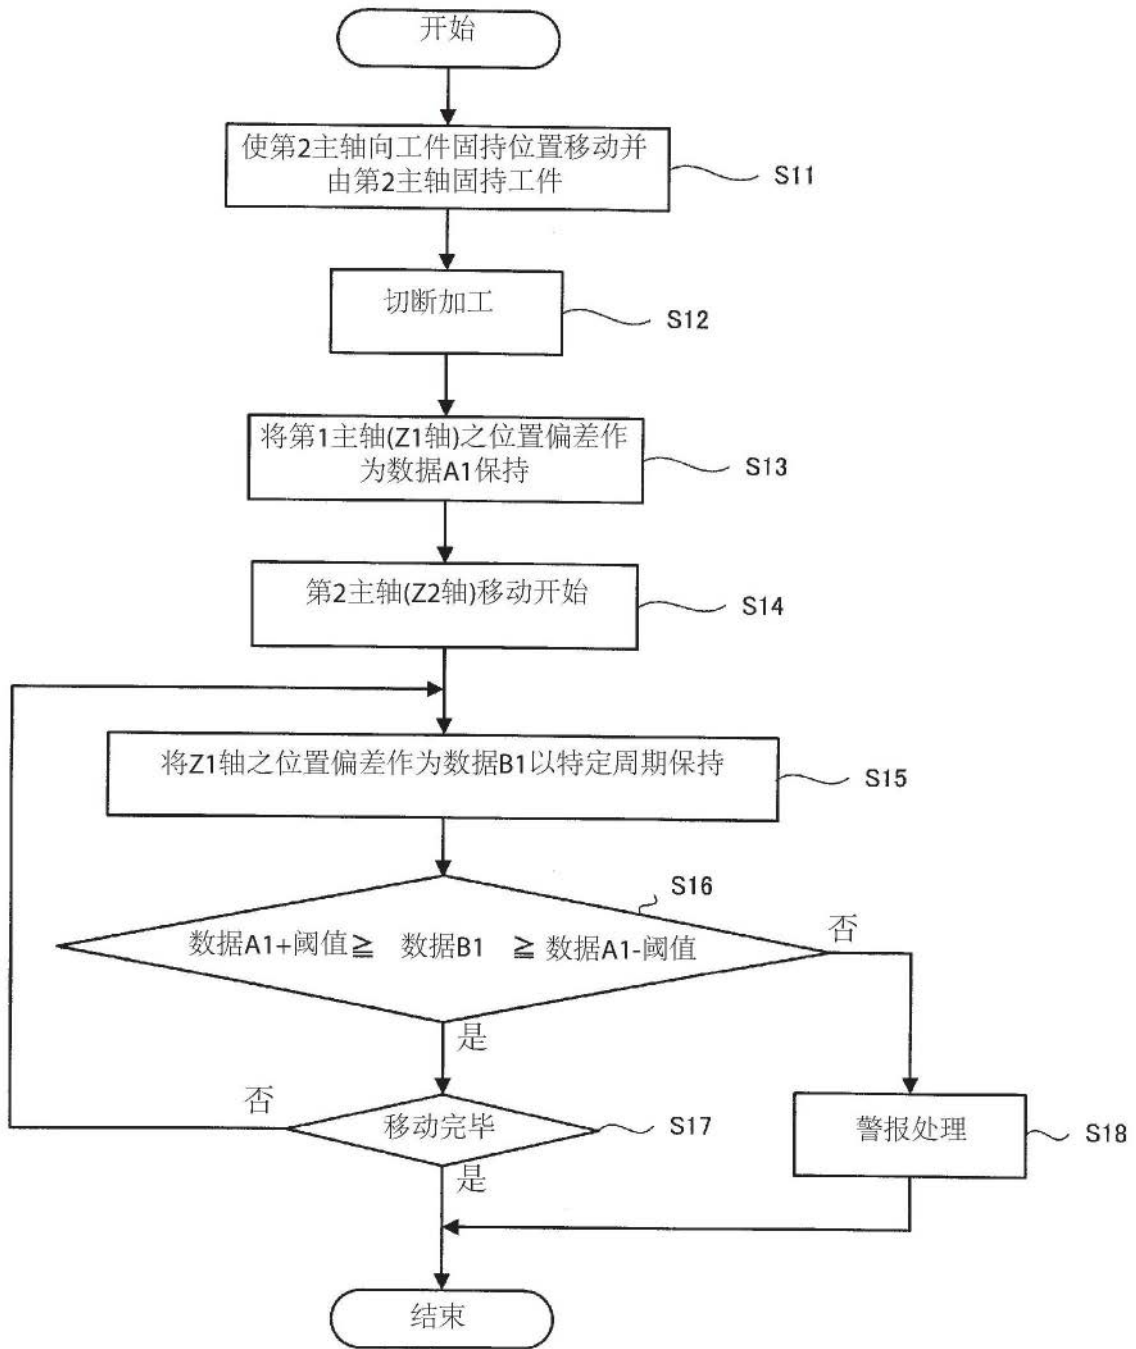 开始
使第2主轴向工件固持位置移动并
由第2主轴固持工件
S11
切断加工
S12
将第1主轴(Z1轴)之位置偏差作
为数据A1保持
S13
第2主轴(Z2轴)移动开始
S14
将Z1轴之位置偏差作为数据B1以特定周期保持
S15
S16
数据A1+阈值≧ 数据B1 ≧数据A1-阈值
否
是
否
移动完毕
S17
警报处理
S18
是
结束